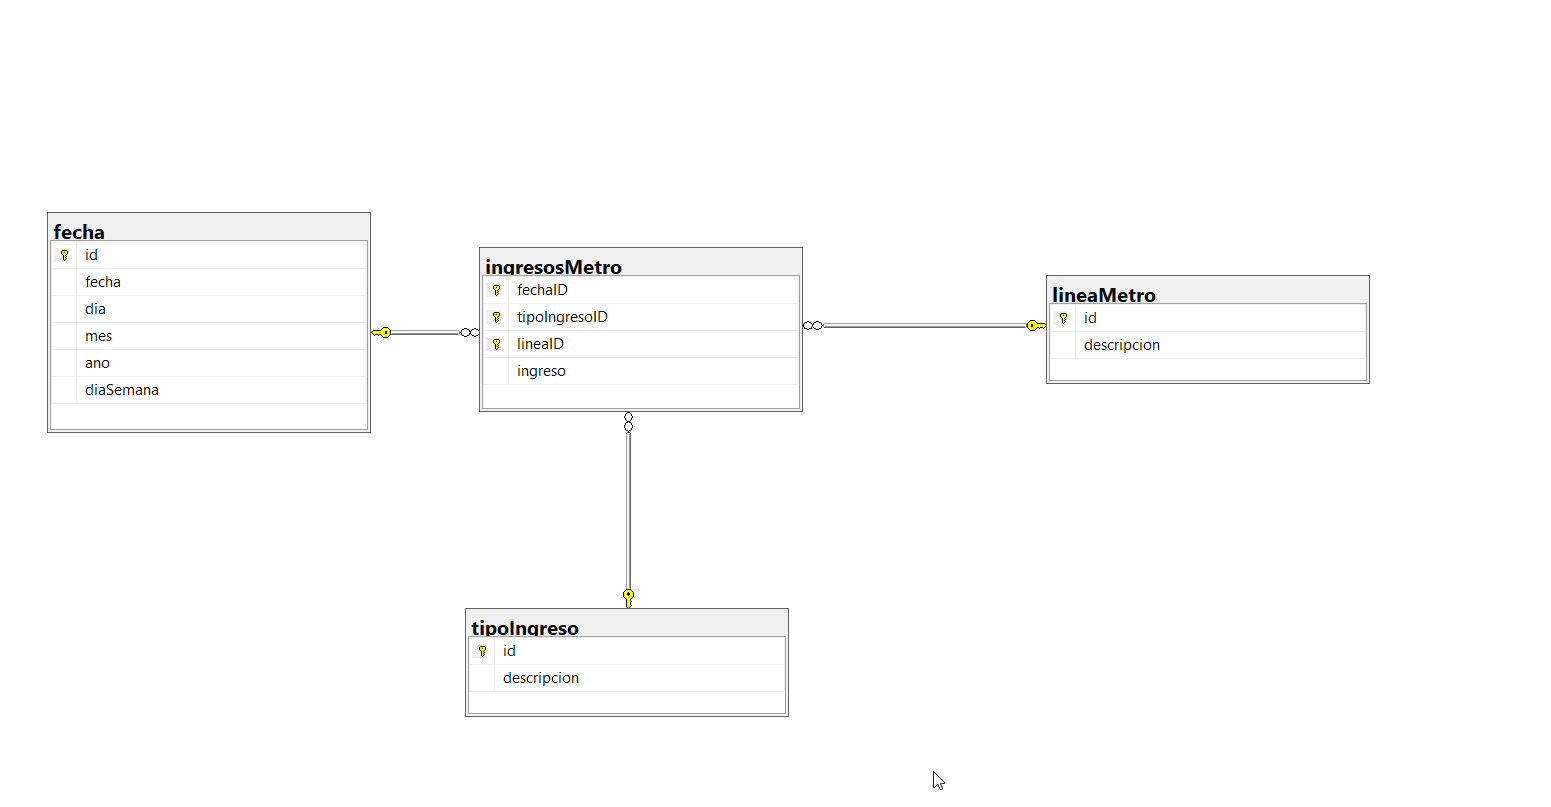 fecha
id
fecha
dia
mes
ano
diaSemana
ingresosMetro
fechaID
tipoIngresoID
lineaID
ingreso
lineaMetro
id
descripcion
tipoIngreso
id
descripcion